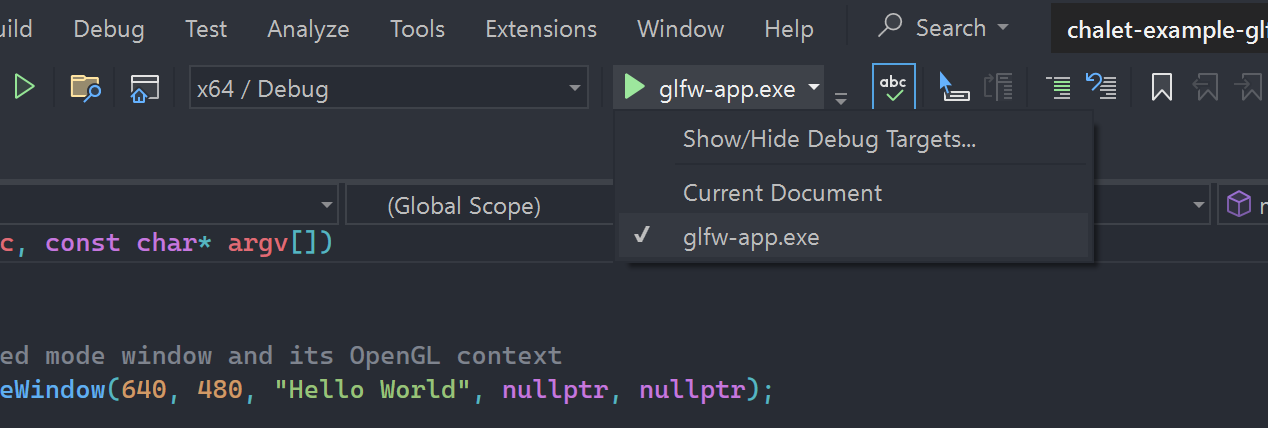 uild Debug Test Analyze Tools Extensions Window Help Search chalet-example-glf
x64 / Debug glfw-app.exe abc
Show/Hide Debug Targets...
Current Document
glfw-app.exe
(Global Scope)
c, const char* argv[])
ed mode window and its OpenGL context
eWindow(640, 480, "Hello World", nullptr, nullptr);